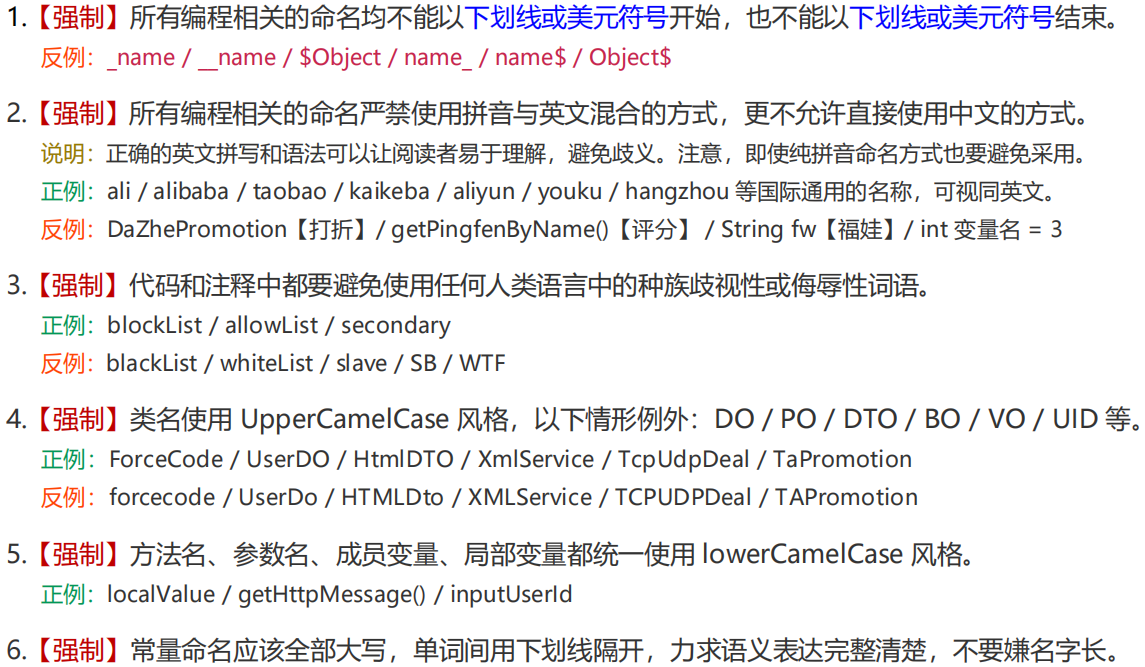 1.【强制】所有编程相关的命名均不能以下划线或美元符号开始，也不能以下划线或美元符号结束。
反例：_name / __name / $Object / name_ / name$ / Object$
2.【强制】所有编程相关的命名严禁使用拼音与英文混合的方式，更不允许直接使用中文的方式。
说明：正确的英文拼写和语法可以让阅读者易于理解，避免歧义。注意，即使纯拼音命名方式也要避免采用。
正例：ali / alibaba / taobao / kaikeba / aliyun / youku / hangzhou 等国际通用的名称，可视同英文。
反例：DaZhePromotion【打折】/ getPingfenByName()【评分】 / String fw【福娃】/ int 变量名 = 3
3.【强制】代码和注释中都要避免使用任何人类语言中的种族歧视性或侮辱性词语。
正例：blockList / allowList / secondary
反例：blackList / whiteList / slave / SB / WTF
4.【强制】类名使用 UpperCamelCase 风格，以下情形例外：DO / PO / DTO / BO / VO / UID 等。
正例：ForceCode / UserDO / HtmlDTO / XmlService / TcpUdpDeal / TaPromotion
反例：forcecode / UserDo / HTMLDto / XMLService / TCPUDPDeal / TAPromotion
5.【强制】方法名、参数名、成员变量、局部变量都统一使用 lowerCamelCase 风格。
正例：localValue / getHttpMessage() / inputUserId
6.【强制】常量命名应该全部大写，单词间用下划线隔开，力求语义表达完整清楚，不要嫌名字长。